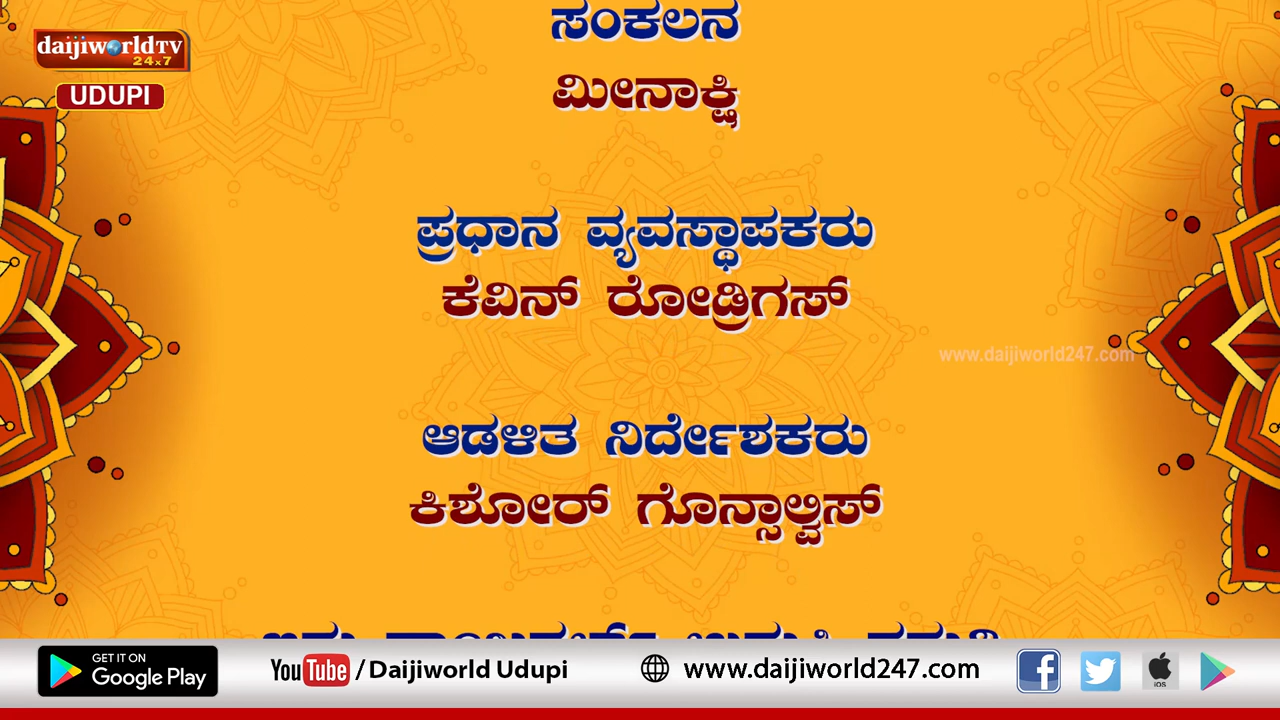 ಸಂಕಲನ
daijiworldTV
24x7
UDUPI
ಮೀನಾಕ್ಷಿ
ಪ್ರಧಾನ ವ್ಯವಸ್ಥಾಪಕರು
ಕೆವಿನ್ ರೋಡ್ರಿಗಸ್
www.daijiworld247.com
ಆಡಳಿತ ನಿರ್ದೇಶಕರು
ಕಿಶೋರ್ ಗೊನ್ಸಾಲ್ವಿಸ್
GET IT ON
Google Play
YouTube / Daijiworld Udupi
www.daijiworld247.com
iOS